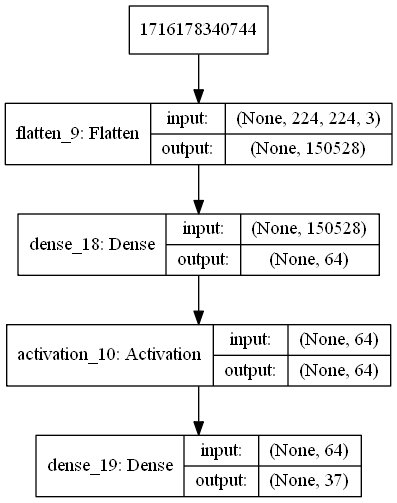 1716178340744
flatten_9: Flatten
input:
(None, 224, 224, 3)
output:
(None, 150528)
dense_18: Dense
input:
(None, 150528)
output:
(None, 64)
activation_10: Activation
input:
(None, 64)
output:
(None, 64)
dense_19: Dense
input:
(None, 64)
output:
(None, 37)